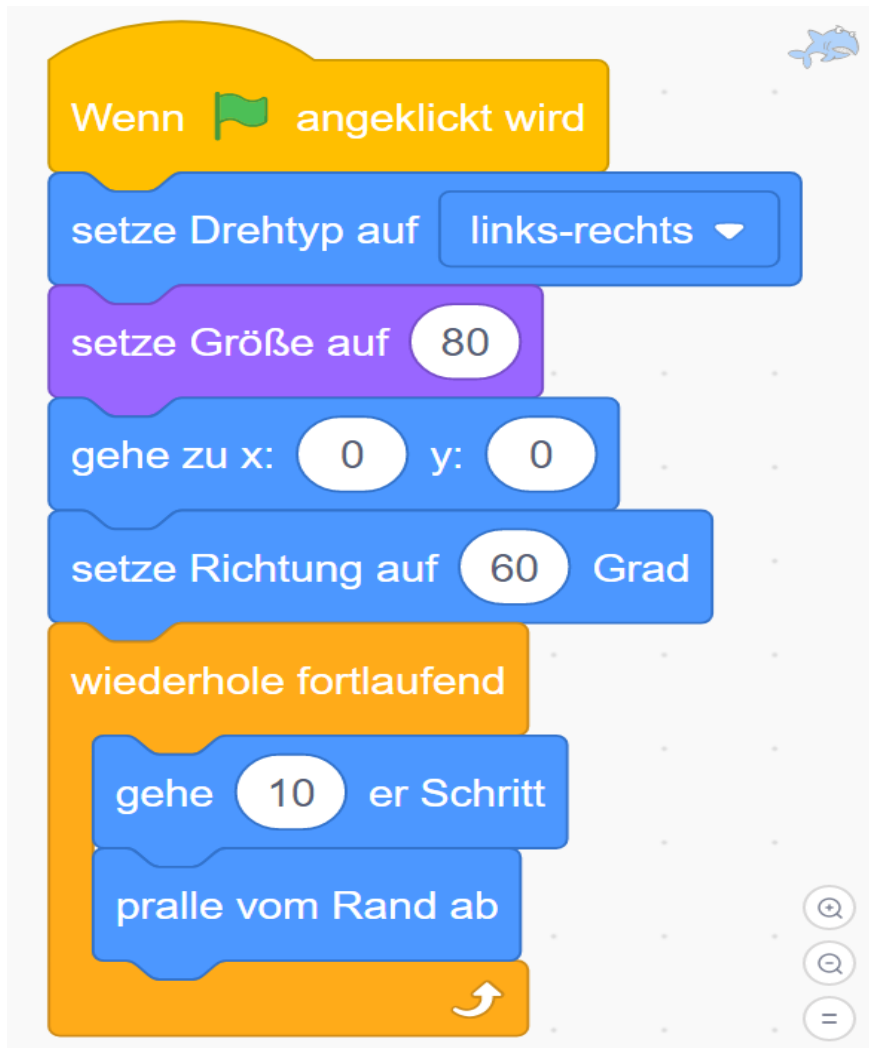 Wenn angeklickt wird
setze Drehtyp auf links-rechts
setze Größe auf 80
gehe zu x: 0 y: 0
setze Richtung auf 60 Grad
wiederhole fortlaufend
gehe 10 er Schritt
pralle vom Rand ab